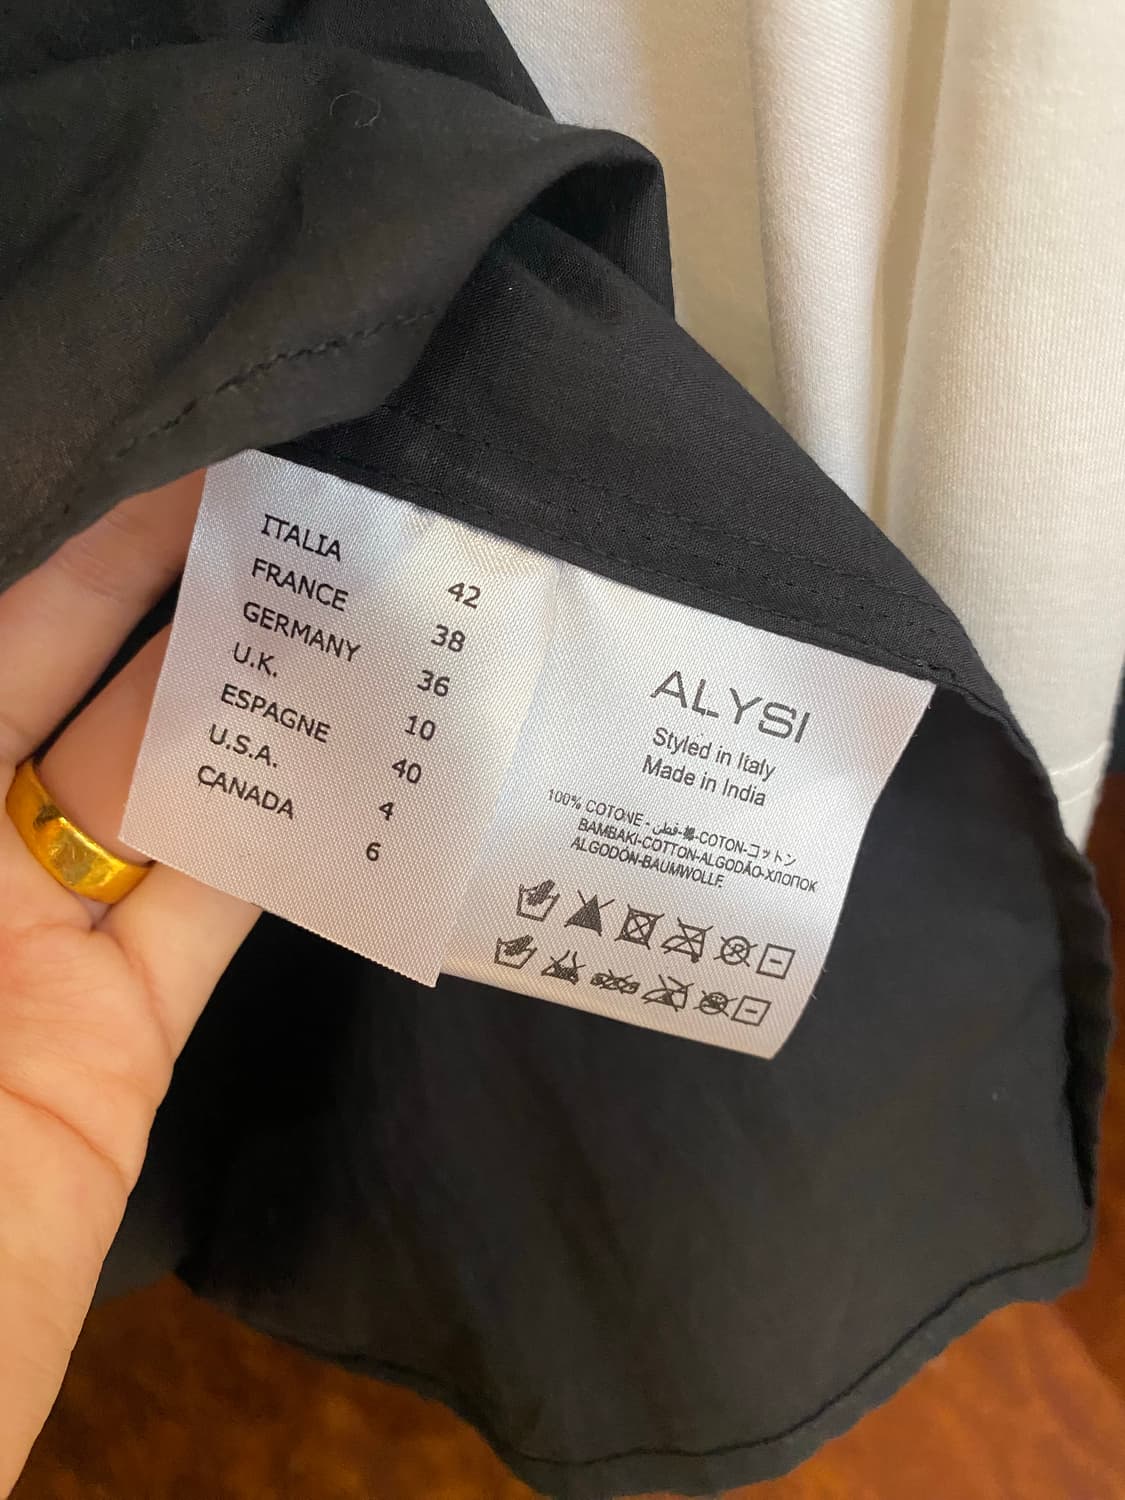 ITALIA 42
FRANCE 38
GERMANY 36
U.K. 10
ESPAGNE 40
U.S.A. 4
CANADA 6
ALYSI
Styled in Italy
Made in India
100% COTONE - قطن-棉-COTON-コットン
BAMBAKI-COTTON-ALGODÃO-ХЛОПОК
ALGODÓN-BAUMWOLLE